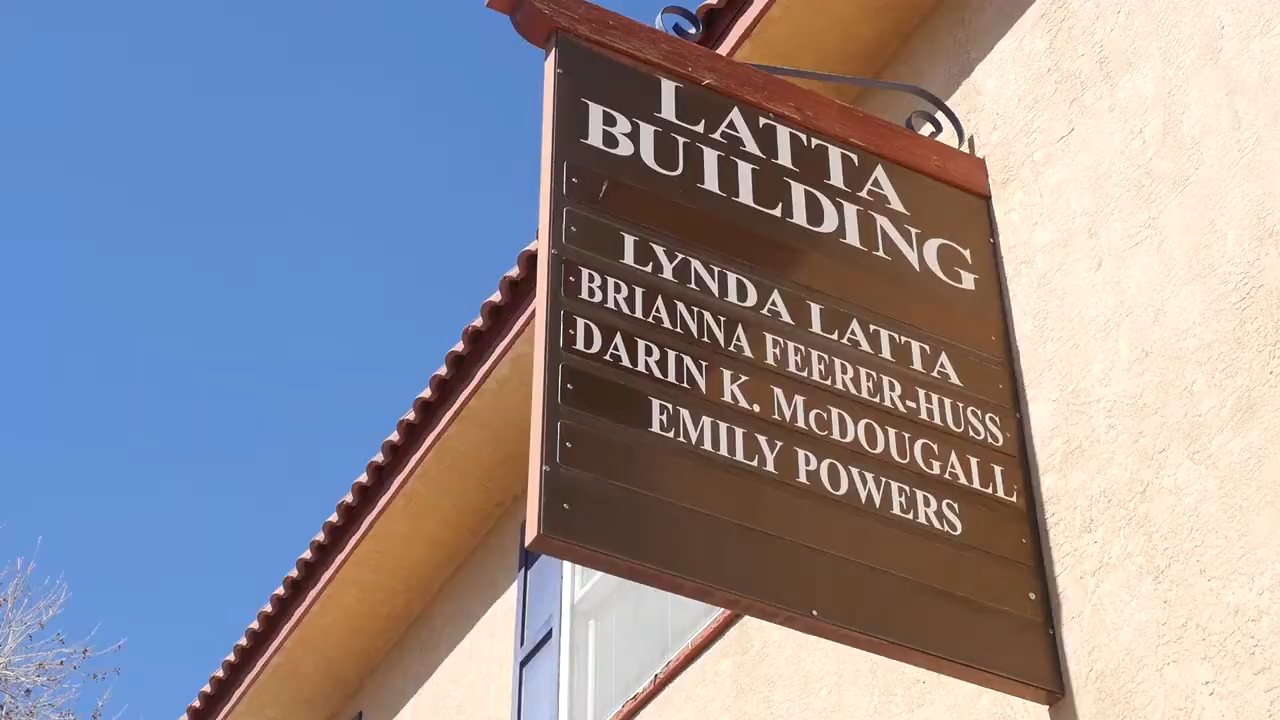 LATTA
BUILDING
LYNDA LATTA
BRIANNA FEERER-HUSS
DARIN K. McDOUGALL
EMILY POWERS